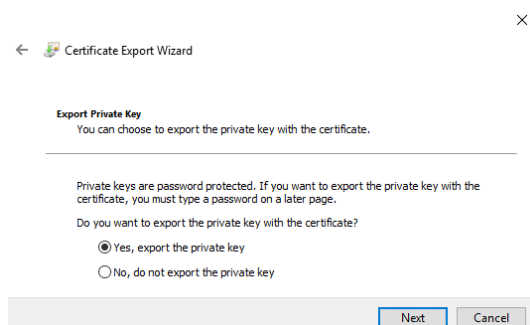 Certificate Export Wizard
Export Private Key
You can choose to export the private key with the certificate.
Private keys are password protected. If you want to export the private key with the
certificate, you must type a password on a later page.
Do you want to export the private key with the certificate?
Yes, export the private key
No, do not export the private key
Next Cancel